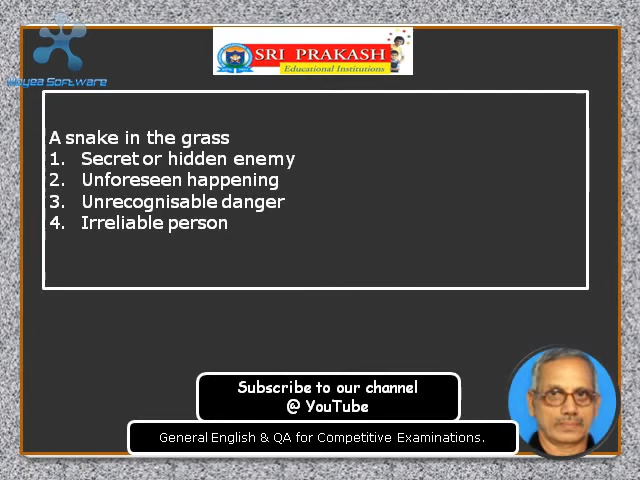 Wayea Software
SRI PRAKASH
Educational Institutions
A snake in the grass
1. Secret or hidden enemy
2. Unforeseen happening
3. Unrecognisable danger
4. Irreliable person
Subscribe to our channel
@ YouTube
General English & QA for Competitive Examinations.